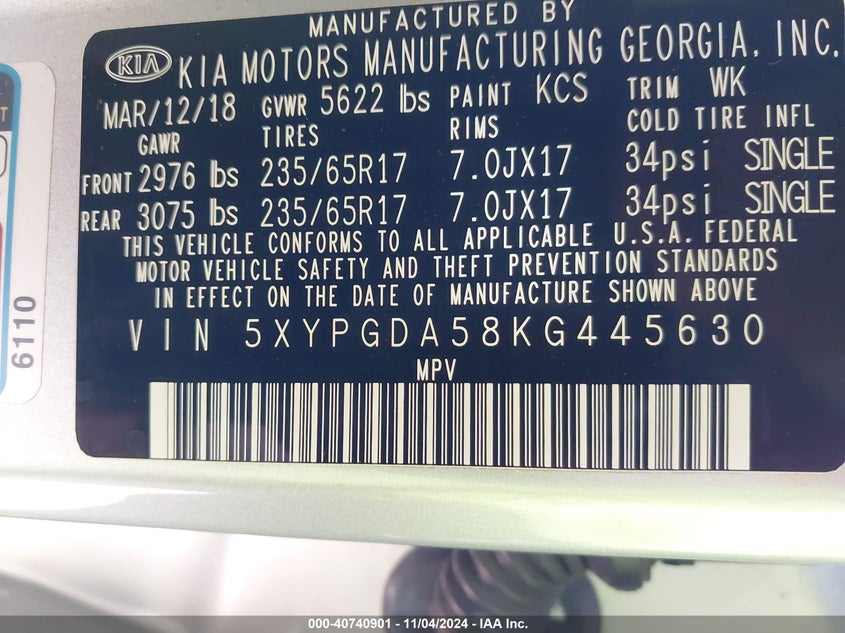 MANUFACTURED BY
KIA KIA MOTORS MANUFACTURING GEORGIA, INC.
MAR/12/18 GVWR 5622 lbs PAINT KCS TRIM WK
GAWR TIRES RIMS COLD TIRE INFL
FRONT 2976 lbs 235/65R17 7.0JX17 34psi SINGLE
REAR 3075 lbs 235/65R17 7.0JX17 34psi SINGLE
THIS VEHICLE CONFORMS TO ALL APPLICABLE U.S.A. FEDERAL
MOTOR VEHICLE SAFETY AND THEFT PREVENTION STANDARDS
IN EFFECT ON THE DATE OF MANUFACTURE SHOWN ABOVE
VIN 5XYPGDA58KG445630
MPV
6110
000-40740901 - 11/04/2024 - IAA Inc.